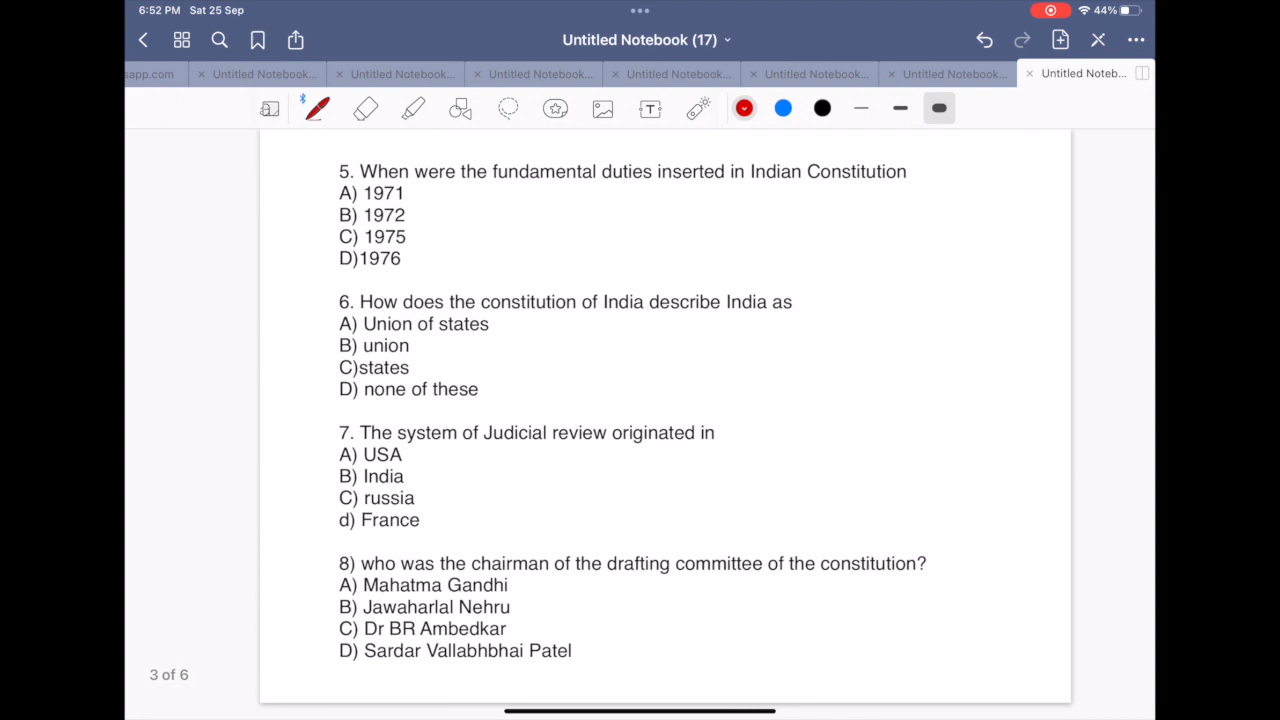 6:52 PM Sat 25 Sep
44%
Untitled Notebook (17)
sapp.com
Untitled Notebook...
Untitled Notebook...
Untitled Notebook...
Untitled Notebook...
Untitled Notebook...
Untitled Notebook...
Untitled Noteb...
5. When were the fundamental duties inserted in Indian Constitution
A) 1971
B) 1972
C) 1975
D)1976
6. How does the constitution of India describe India as
A) Union of states
B) union
C)states
D) none of these
7. The system of Judicial review originated in
A) USA
B) India
C) russia
d) France
8) who was the chairman of the drafting committee of the constitution?
A) Mahatma Gandhi
B) Jawaharlal Nehru
C) Dr BR Ambedkar
D) Sardar Vallabhbhai Patel
3 of 6